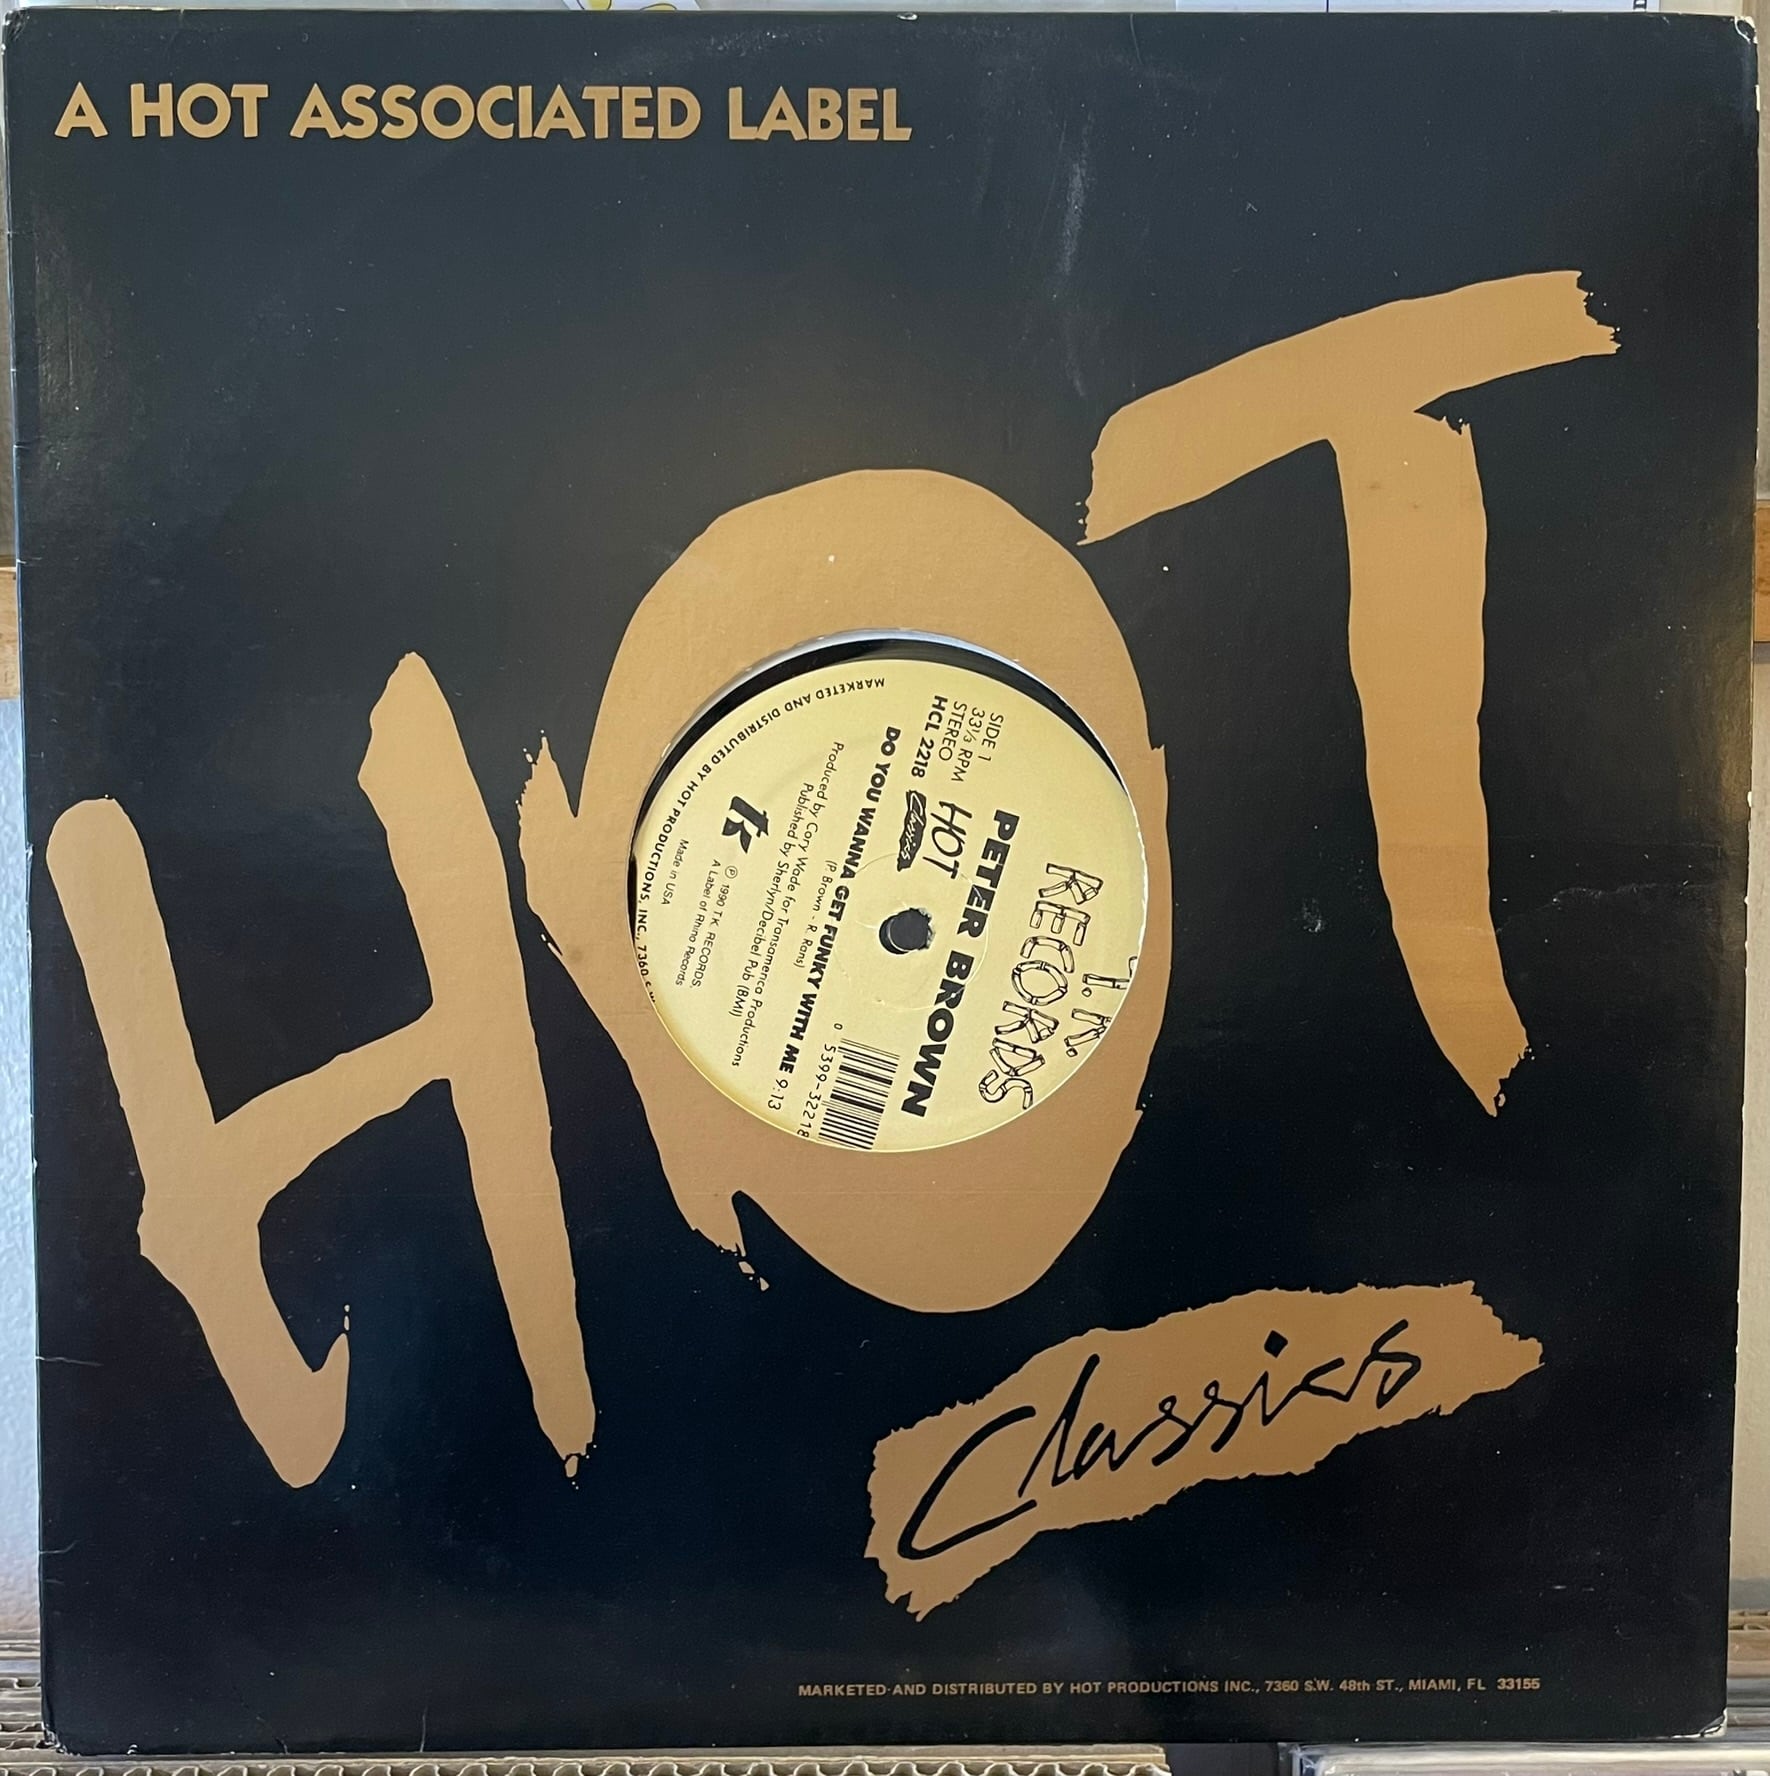 A HOT ASSOCIATED LABEL
HOT
Classics
T.K.
RECORDS
PETER BROWN
SIDE 1
33⅓ RPM
STEREO
HCL 2218
HOT
Classics
0 5399-32218
DO YOU WANNA GET FUNKY WITH ME 9:13
(P. Brown - R. Rans)
Produced by Cory Wade for Transamerica Productions
Published by Sherlyn/Decibel Pub (BMI)
tk
℗ 1990 T.K. RECORDS,
A Label of Rhino Records
Made in USA
MARKETED AND DISTRIBUTED BY HOT PRODUCTIONS, INC., 7360 S.W.
MARKETED AND DISTRIBUTED BY HOT PRODUCTIONS INC., 7360 S.W. 48th ST., MIAMI, FL 33155